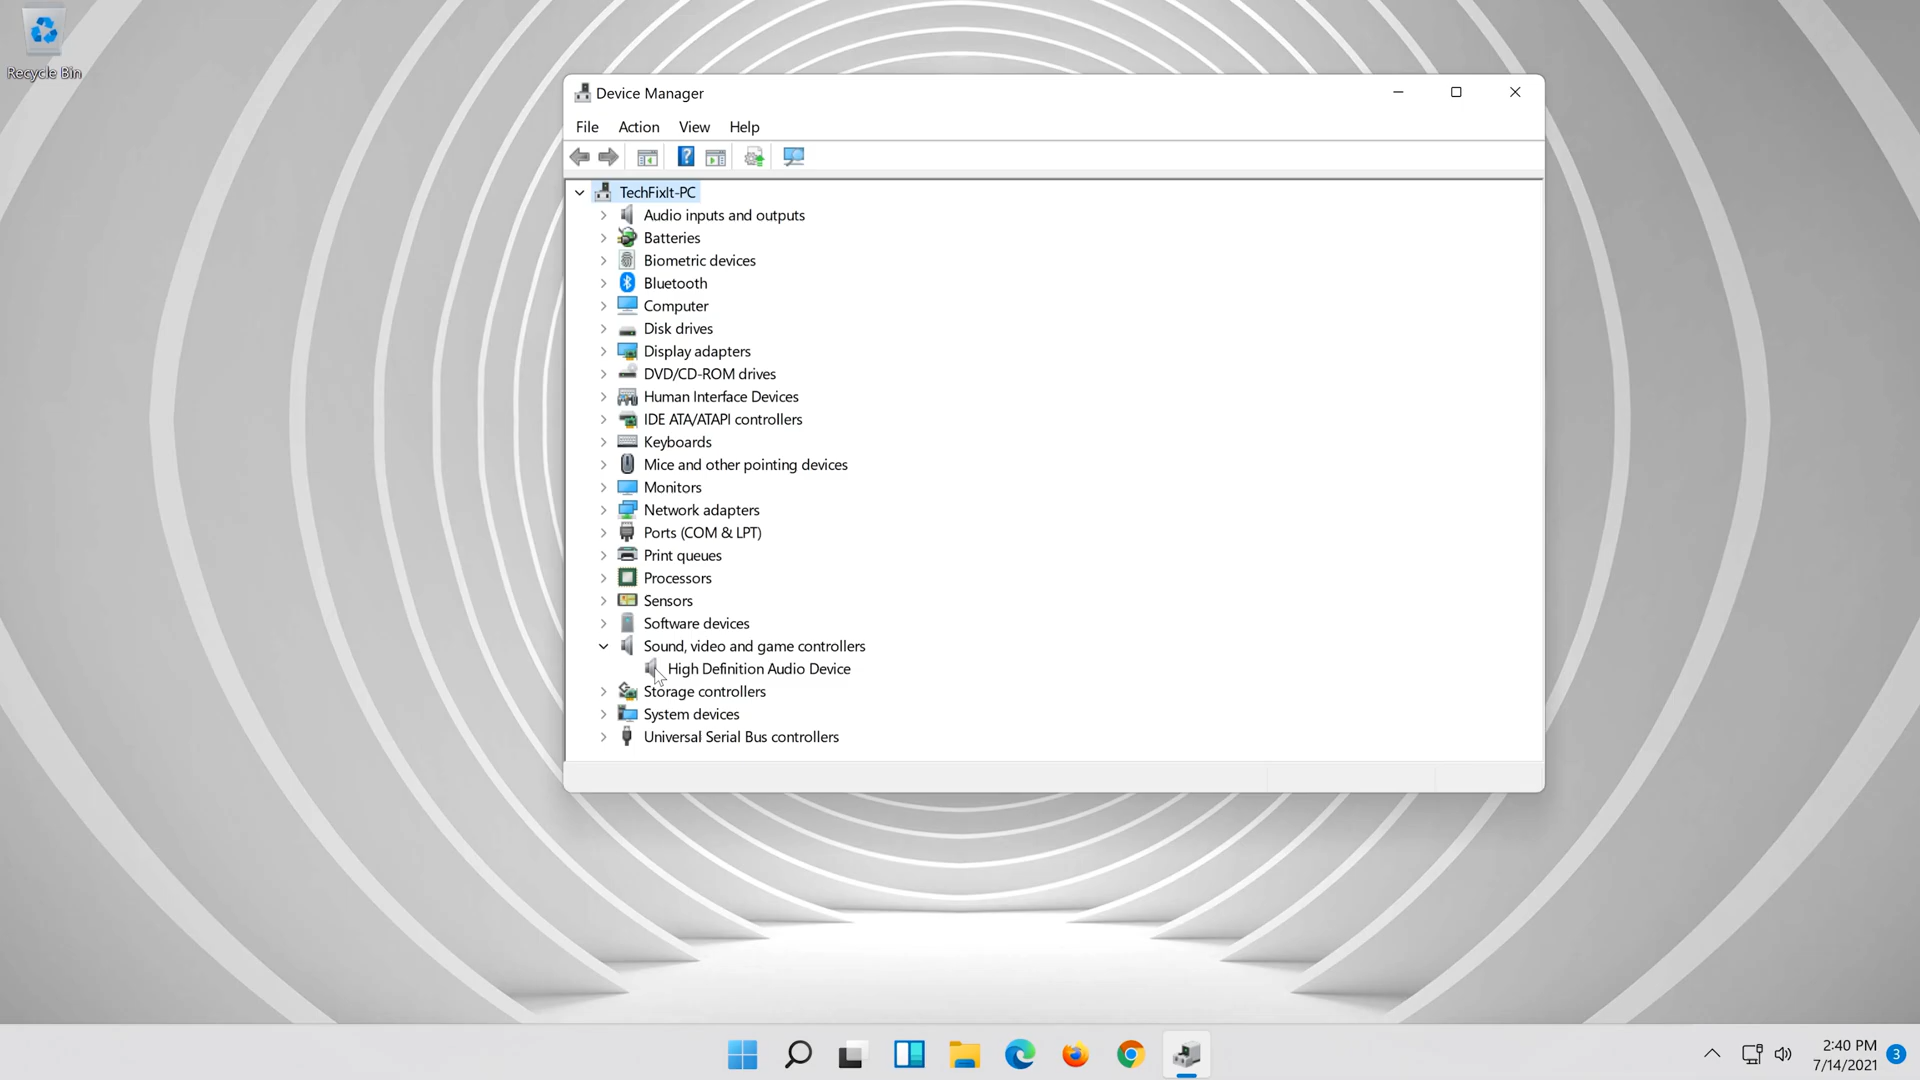 Recycle Bin
Device Manager
File Action View Help
TechFixIt-PC
Audio inputs and outputs
Batteries
Biometric devices
Bluetooth
Computer
Disk drives
Display adapters
DVD/CD-ROM drives
Human Interface Devices
IDE ATA/ATAPI controllers
Keyboards
Mice and other pointing devices
Monitors
Network adapters
Ports (COM & LPT)
Print queues
Processors
Sensors
Software devices
Sound, video and game controllers
High Definition Audio Device
Storage controllers
System devices
Universal Serial Bus controllers
2:40 PM
7/14/2021
3